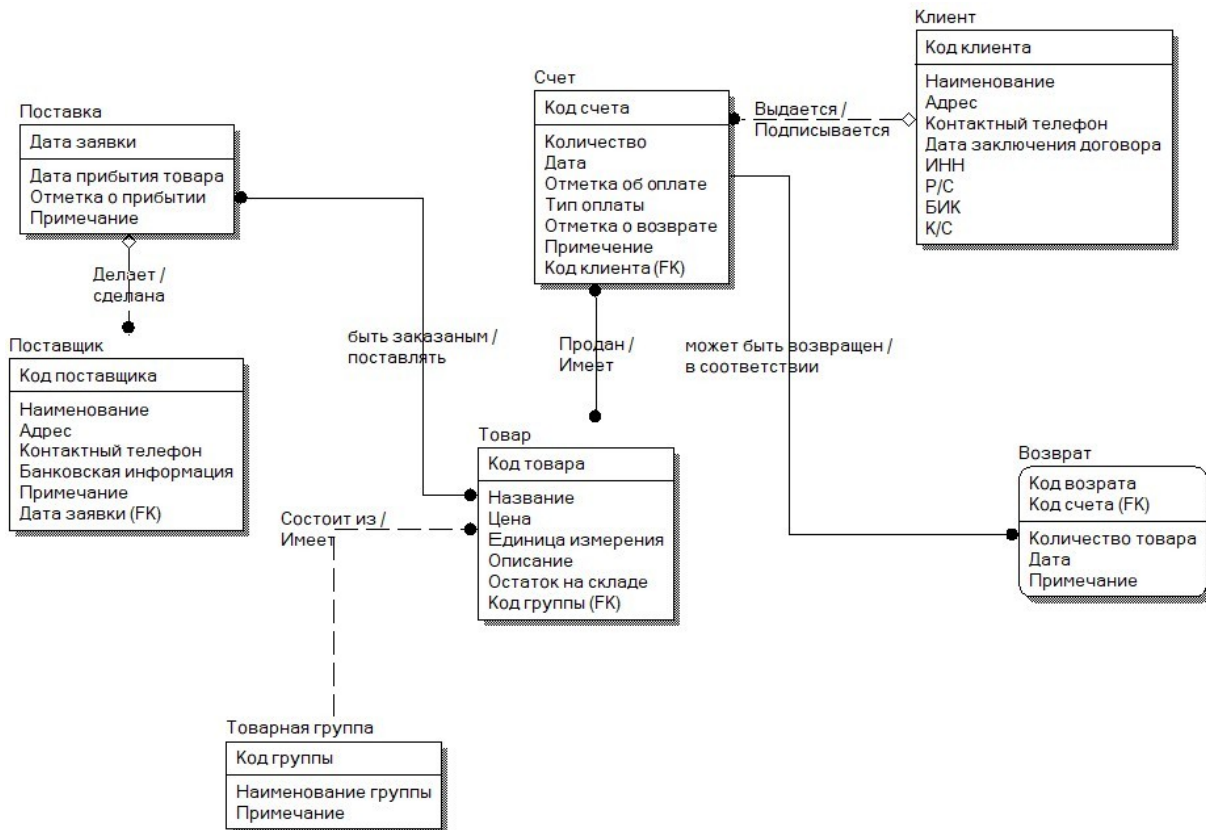 Клиент
Код клиента
Наименование
Адрес
Контактный телефон
Дата заключения договора
ИНН
Р/С
БИК
К/С
Счет
Код счета
Количество
Дата
Отметка об оплате
Тип оплаты
Отметка о возврате
Примечение
Код клиента (FK)
Выдается /
Подписывается
Поставка
Дата заявки
Дата прибытия товара
Отметка о прибытии
Примечание
Делает /
сделана
Поставщик
Код поставщика
Наименование
Адрес
Контактный телефон
Банковская информация
Примечание
Дата заявки (FK)
быть заказаным /
поставлять
Продан /
Имеет
может быть возвращен /
в соответствии
Товар
Код товара
Название
Цена
Единица измерения
Описание
Остаток на складе
Код группы (FK)
Состоит из /
Имеет
Возврат
Код возрата
Код счета (FK)
Количество товара
Дата
Примечание
Товарная группа
Код группы
Наименование группы
Примечание